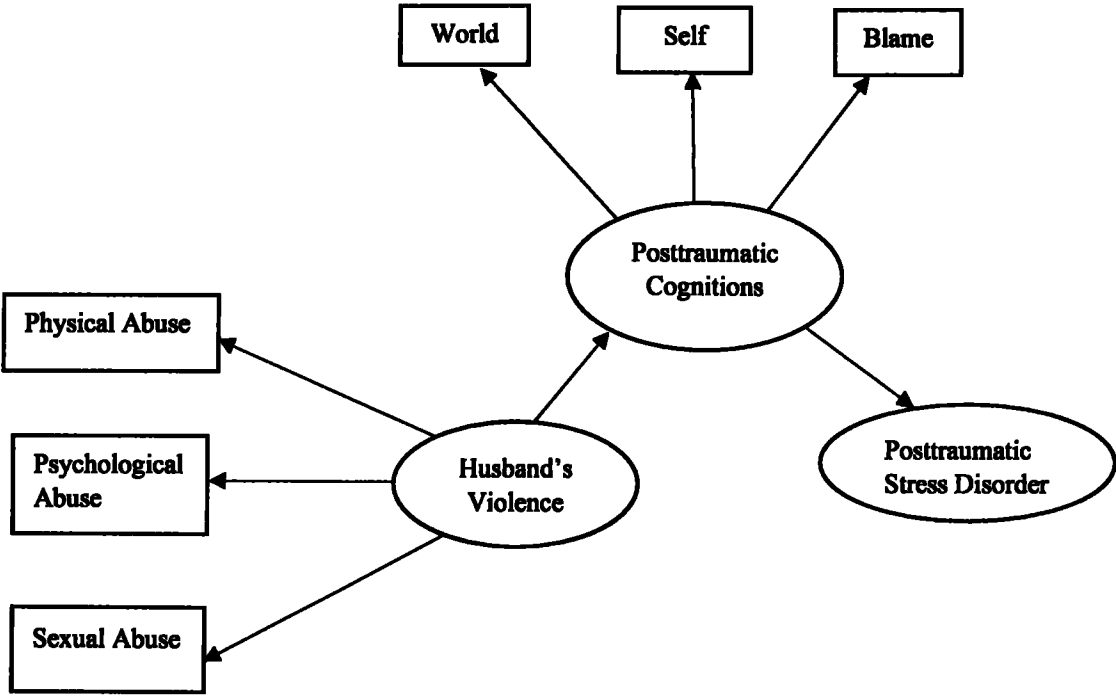 World
Self
Blame
Posttraumatic
Cognitions
Physical Abuse
Psychological
Abuse
Husband's
Violence
Posttraumatic
Stress Disorder
Sexual Abuse